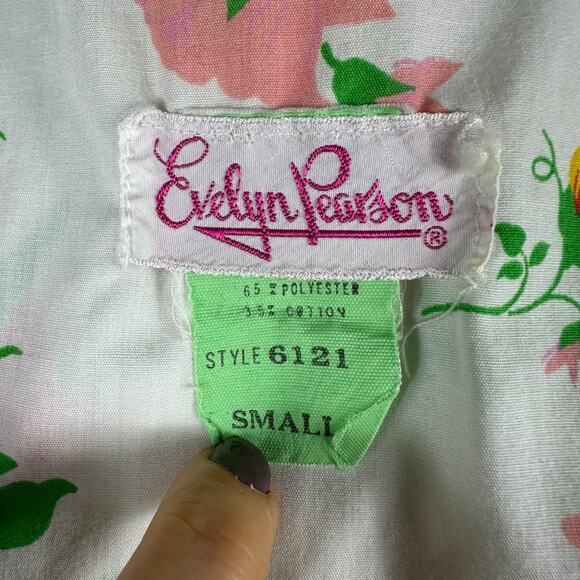 Evelyn Pearson ®
65 % POLYESTER
35% COTTON
STYLE 6121
SMALL